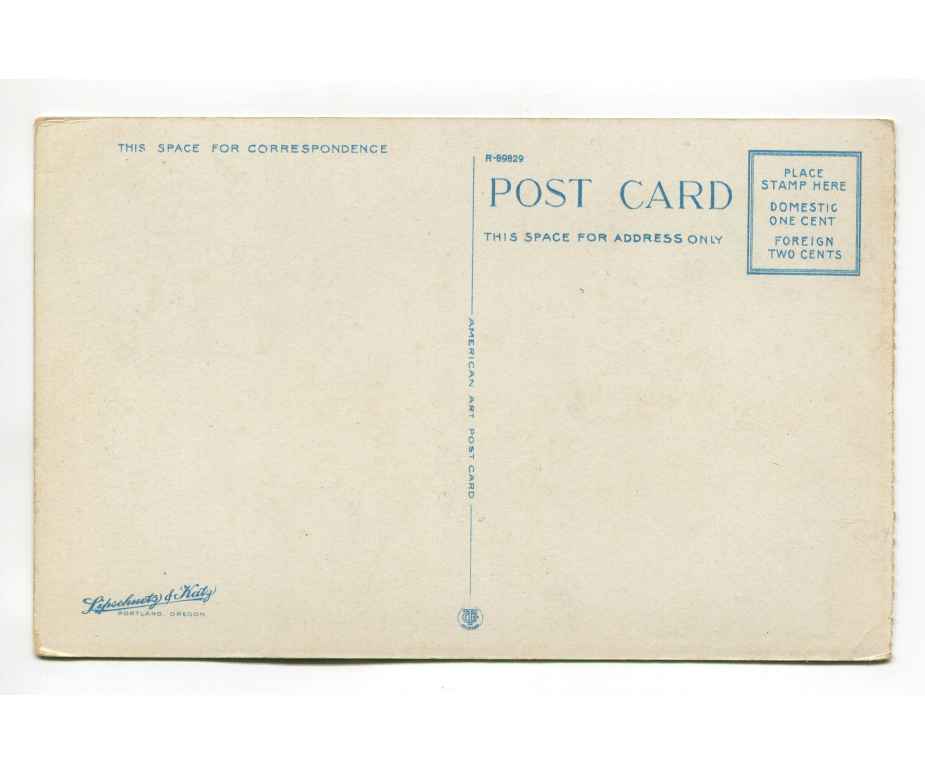 THIS SPACE FOR CORRESPONDENCE
R-89829
POST CARD
THIS SPACE FOR ADDRESS ONLY
PLACE
STAMP HERE
DOMESTIC
ONE CENT
FOREIGN
TWO CENTS
AMERICAN ART POST CARD
Lipschuetz & Katz
PORTLAND, OREGON.